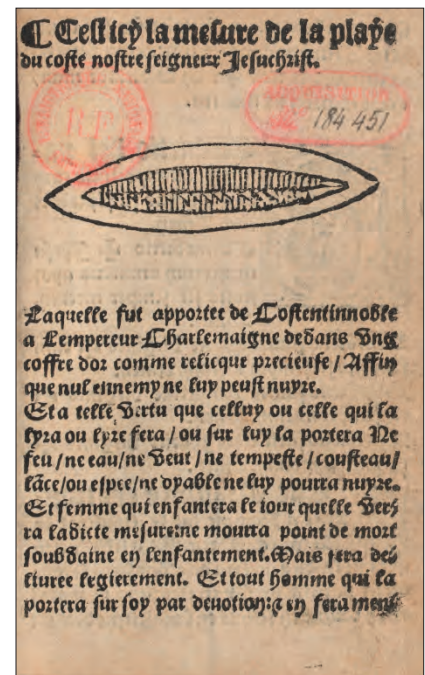 ¶ Cest icy la mesure de la playe
du coste nostre seigneur Jesuchrist.
184 451
Laquelle fut apportee de Costentinnoble
a Lempereur Charlemaigne dedans vng
coffre dor comme relicque precieuse / Affin
que nul ennemy ne luy peust nuyre.
Et a telle vertu que celluy ou celle qui la
lyra ou lyre fera / ou sur luy la portera Ne
feu / ne eau / ne vent / ne tempeste / cousteau /
lãce / ou espee / ne dyable ne luy pourra nuyre.
Et femme qui enfantera le iour quelle verra
ra ladicte mesure: ne mourra point de mort
soubdaine en lenfantement. Mais sera de
liuree legierement. Et tout homme qui la
portera sur soy par deuotion: a en fera